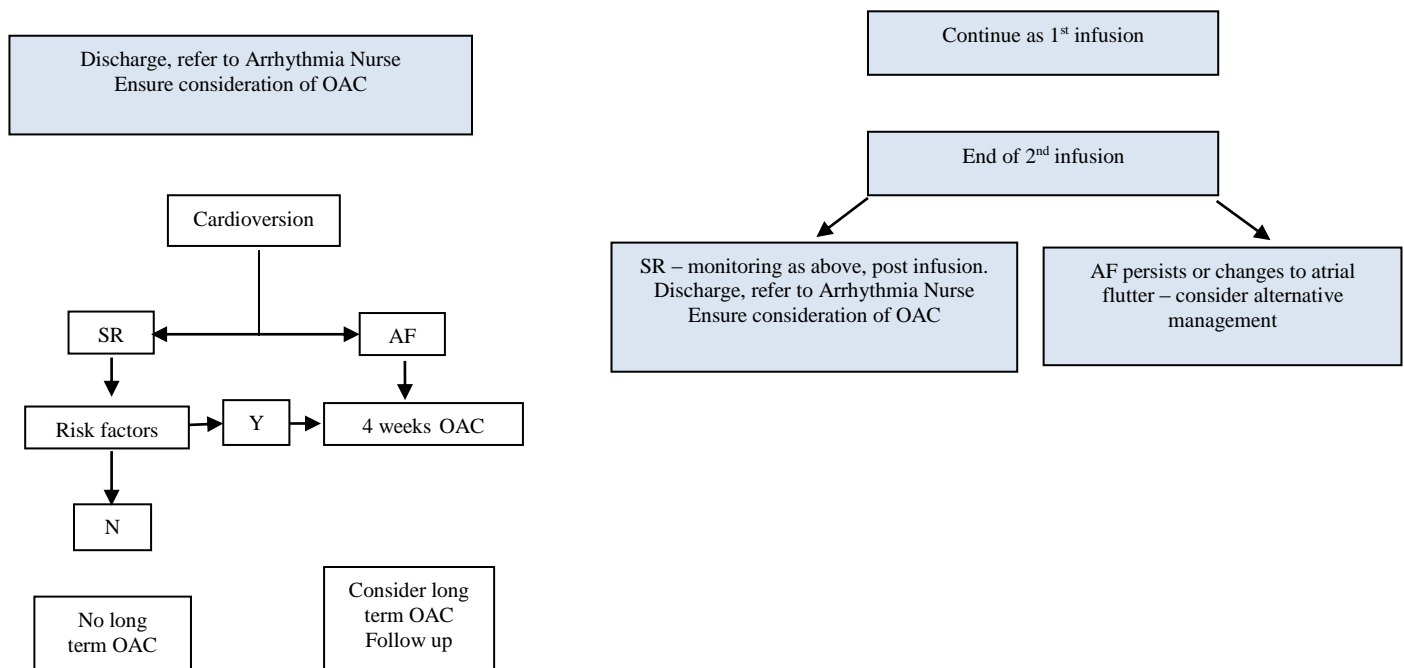 Discharge, refer to Arrhythmia Nurse
Ensure consideration of OAC
Cardioversion
SR
AF
Risk factors
Y
4 weeks OAC
N
No long
term OAC
Consider long
term OAC
Follow up
Continue as 1st infusion
End of 2nd infusion
SR – monitoring as above, post infusion.
Discharge, refer to Arrhythmia Nurse
Ensure consideration of OAC
AF persists or changes to atrial
flutter – consider alternative
management